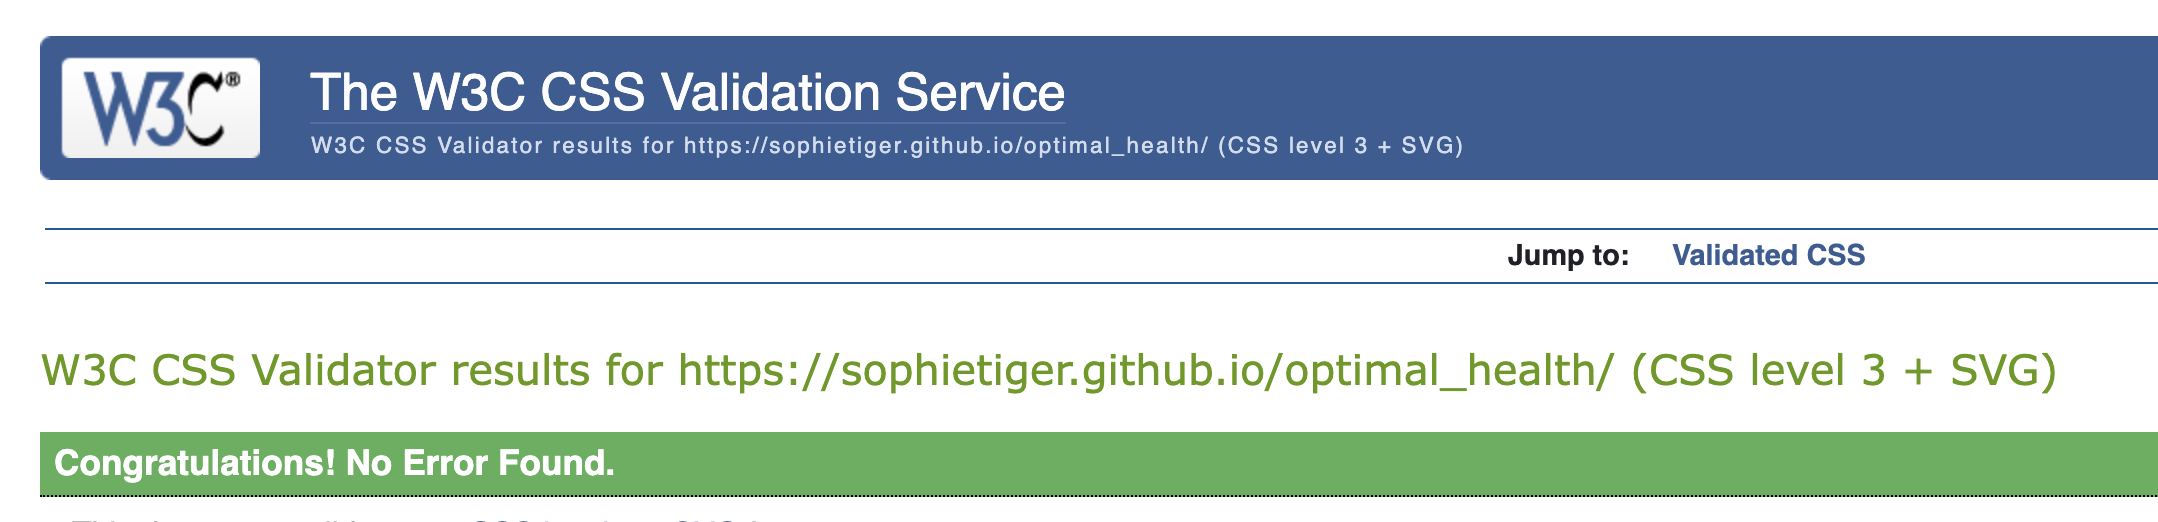 W3C®
The W3C CSS Validation Service
W3C CSS Validator results for https://sophietiger.github.io/optimal_health/ (CSS level 3 + SVG)
Jump to: Validated CSS
W3C CSS Validator results for https://sophietiger.github.io/optimal_health/ (CSS level 3 + SVG)
Congratulations! No Error Found.